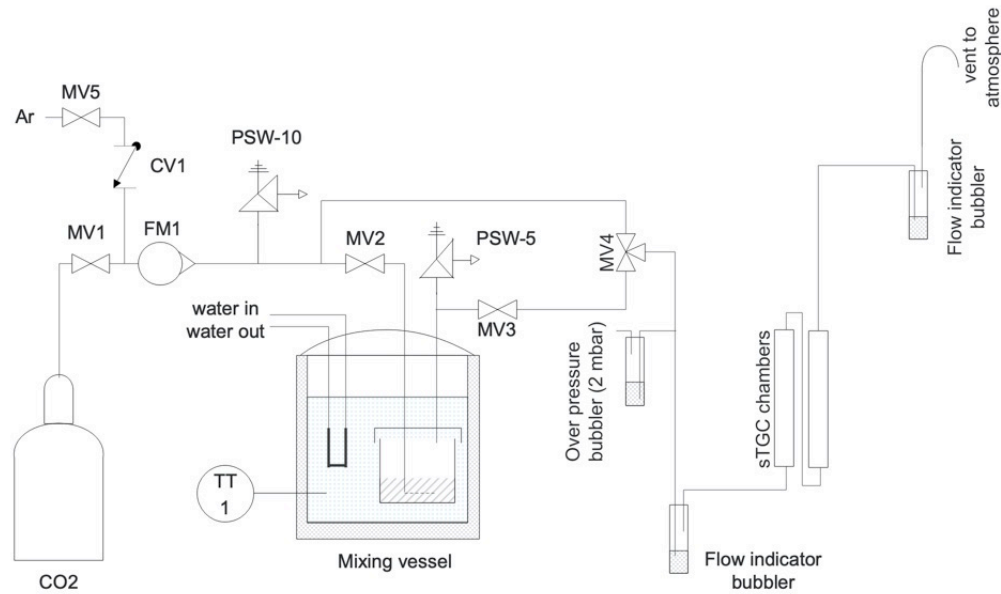 vent to
atmosphere
MV5
Ar
PSW-10
CV1
Flow indicator
bubbler
MV1
FM1
MV2
PSW-5
MV4
water in
water out
MV3
Over pressure
bubbler (2 mbar)
sTGC chambers
TT
1
Mixing vessel
Flow indicator
bubbler
CO2